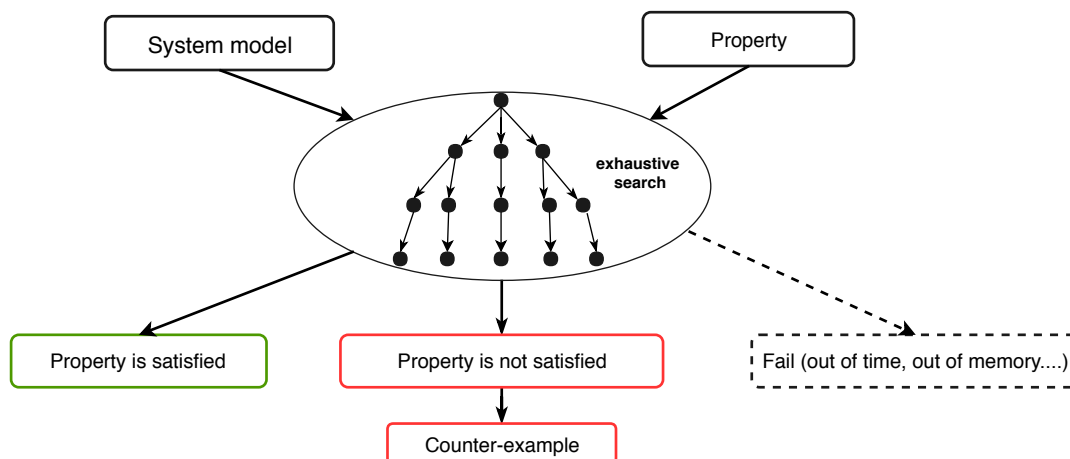 System model
Property
exhaustive
search
Property is satisfied
Property is not satisfied
Fail (out of time, out of memory....)
Counter-example